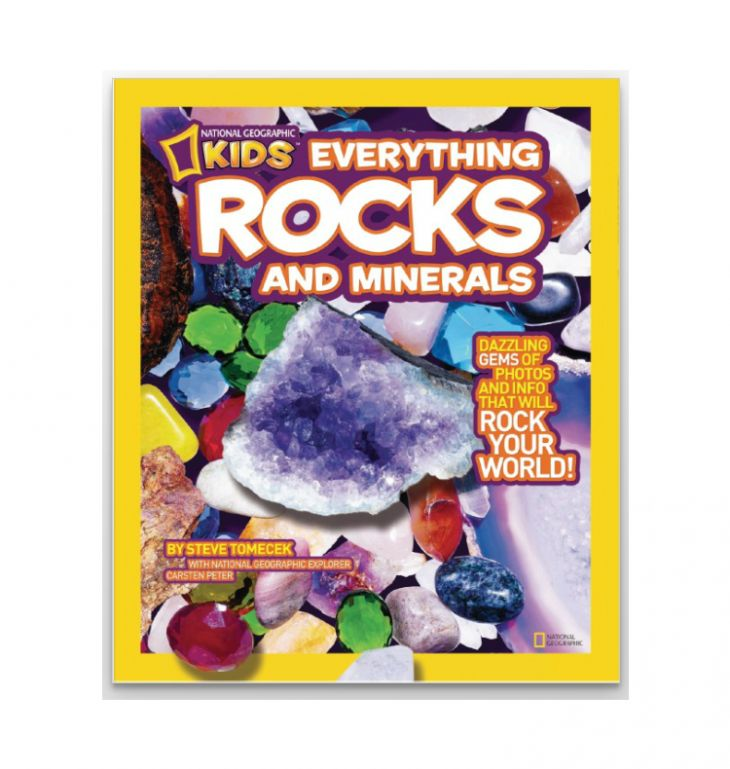 NATIONAL GEOGRAPHIC
KIDS™ EVERYTHING
ROCKS
AND MINERALS
DAZZLING
GEMS OF
PHOTOS
AND INFO
THAT WILL
ROCK
YOUR
WORLD!
BY STEVE TOMECEK
WITH NATIONAL GEOGRAPHIC EXPLORER
CARSTEN PETER
NATIONAL
GEOGRAPHIC